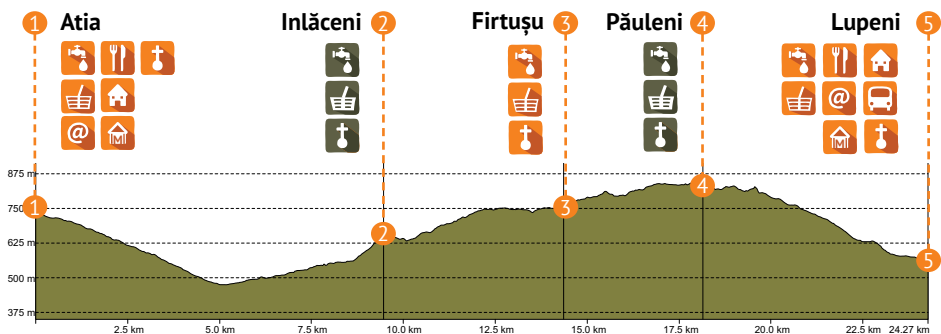 1 Atia Inlăceni 2 Firtușu 3 Păuleni 4 Lupeni 5
@ @
875 m
750 m
1 2 3 4 5
625 m
500 m
375 m
2.5 km 5.0 km 7.5 km 10.0 km 12.5 km 15.0 km 17.5 km 20.0 km 22.5 km 24.27 km